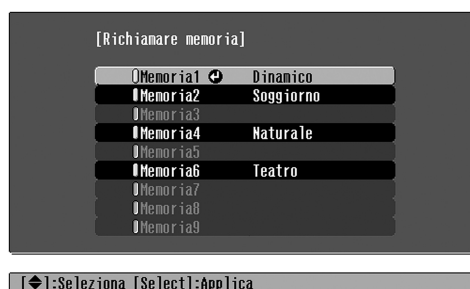 [Richiamare memoria]
Memoria1 Dinamico
Memoria2 Soggiorno
Memoria3
Memoria4 Naturale
Memoria5
Memoria6 Teatro
Memoria7
Memoria8
Memoria9
[◆]:Seleziona [Select]:Applica